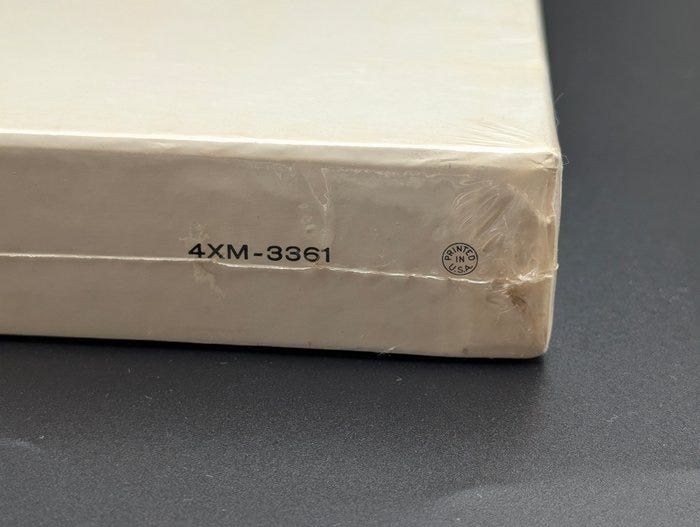 4XM-3361
PRINTED
IN
U.S.A.